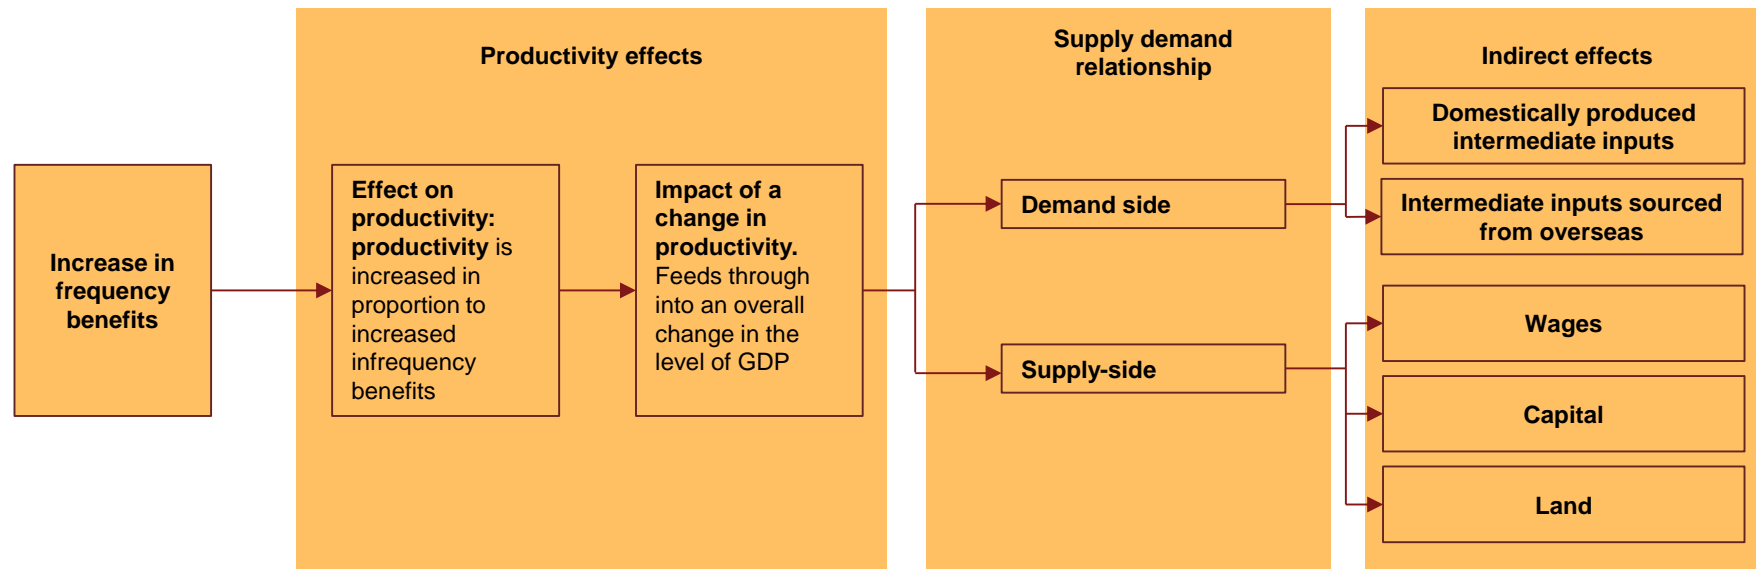 Productivity effects
Supply demand
relationship
Indirect effects
Increase in
frequency
benefits
Effect on
productivity:
productivity is
increased in
proportion to
increased
infrequency
benefits
Impact of a
change in
productivity.
Feeds through
into an overall
change in the
level of GDP
Demand side
Supply-side
Domestically produced
intermediate inputs
Intermediate inputs sourced
from overseas
Wages
Capital
Land